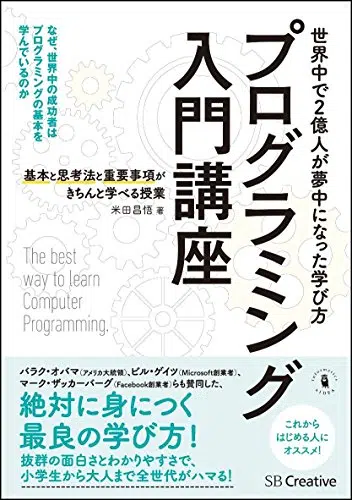 世界中で2億人が夢中になった学び方
プログラミング
入門講座
なぜ、世界中の成功者は
プログラミングの基本を
学んでいるのか
基本と思考法と重要事項が
きちんと学べる授業
米田昌悟 著
The best
way to learn
Computer
Programming.
バラク・オバマ(アメリカ大統領)、ビル・ゲイツ(Microsoft創業者)、
マーク・ザッカーバーグ(Facebook創業者)らも賛同した、
絶対に身につく
最良の学び方!
抜群の面白さとわかりやすさで、
小学生から大人まで全世代がハマる!
これから
はじめる人に
オススメ!
SB Creative